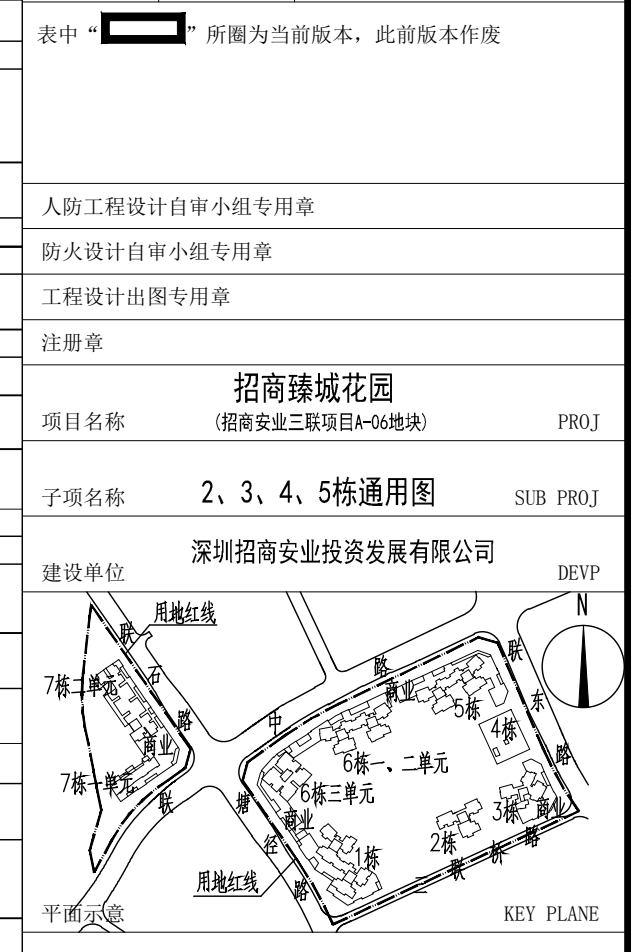 表中“ ”所圈为当前版本，此前版本作废
人防工程设计自审小组专用章
防火设计自审小组专用章
工程设计出图专用章
注册章
招商臻城花园
项目名称 (招商安业三联项目A-06地块) PROJ
子项名称 2、3、4、5栋通用图 SUB PROJ
建设单位 深圳招商安业投资发展有限公司 DEVP
N
用地红线
联石路
7栋二单元
商业
7栋一单元
联
中路
商业
5栋
联东路
4栋
6栋一、二单元
6栋三单元
塘径路
商业
1栋
2栋
3栋
商业
三联桥路
用地红线
平面示意 KEY PLANE